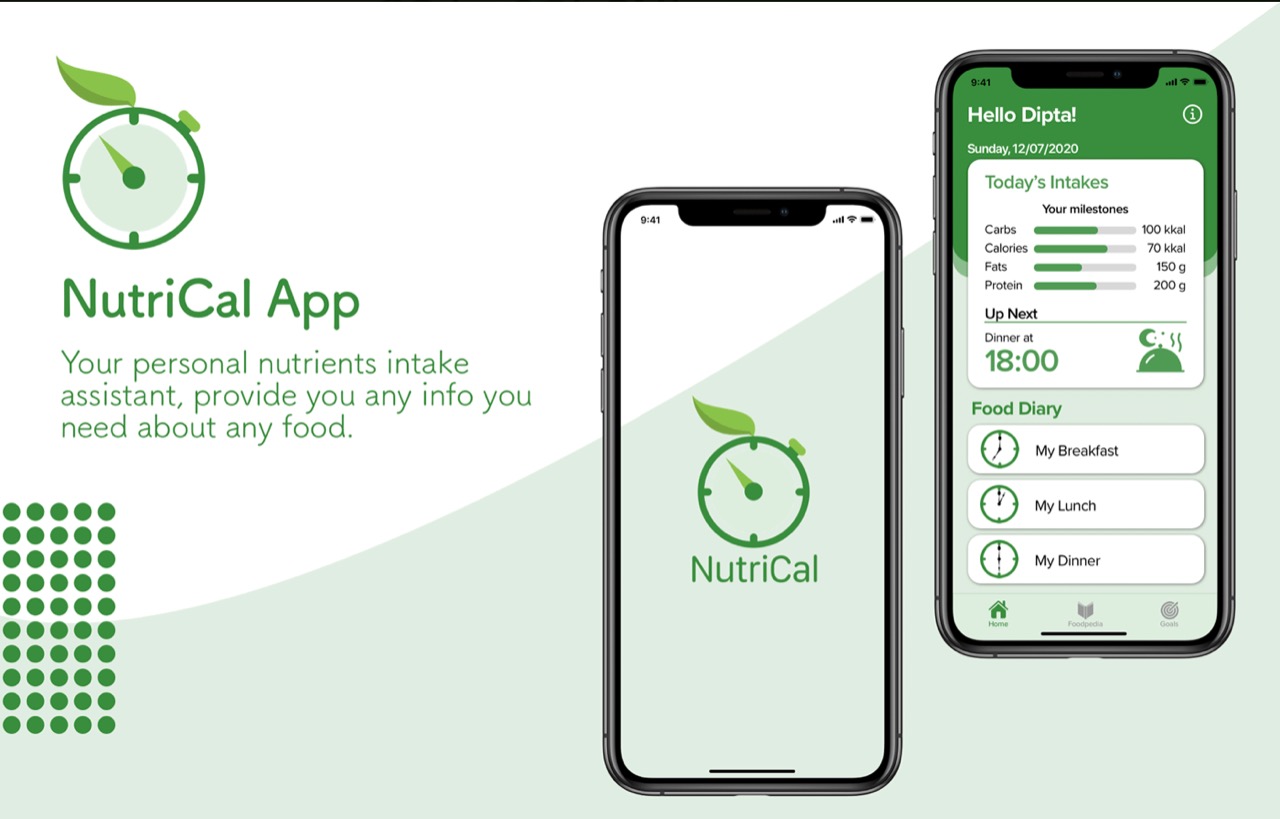 NutriCal App
Your personal nutrients intake
assistant, provide you any info you
need about any food.
9:41
NutriCal
9:41
Hello Dipta!
Sunday, 12/07/2020
Today's Intakes
Your milestones
Carbs 100 kkal
Calories 70 kkal
Fats 150 g
Protein 200 g
Up Next
Dinner at
18:00
Food Diary
My Breakfast
My Lunch
My Dinner
Home Foodpedia Goals